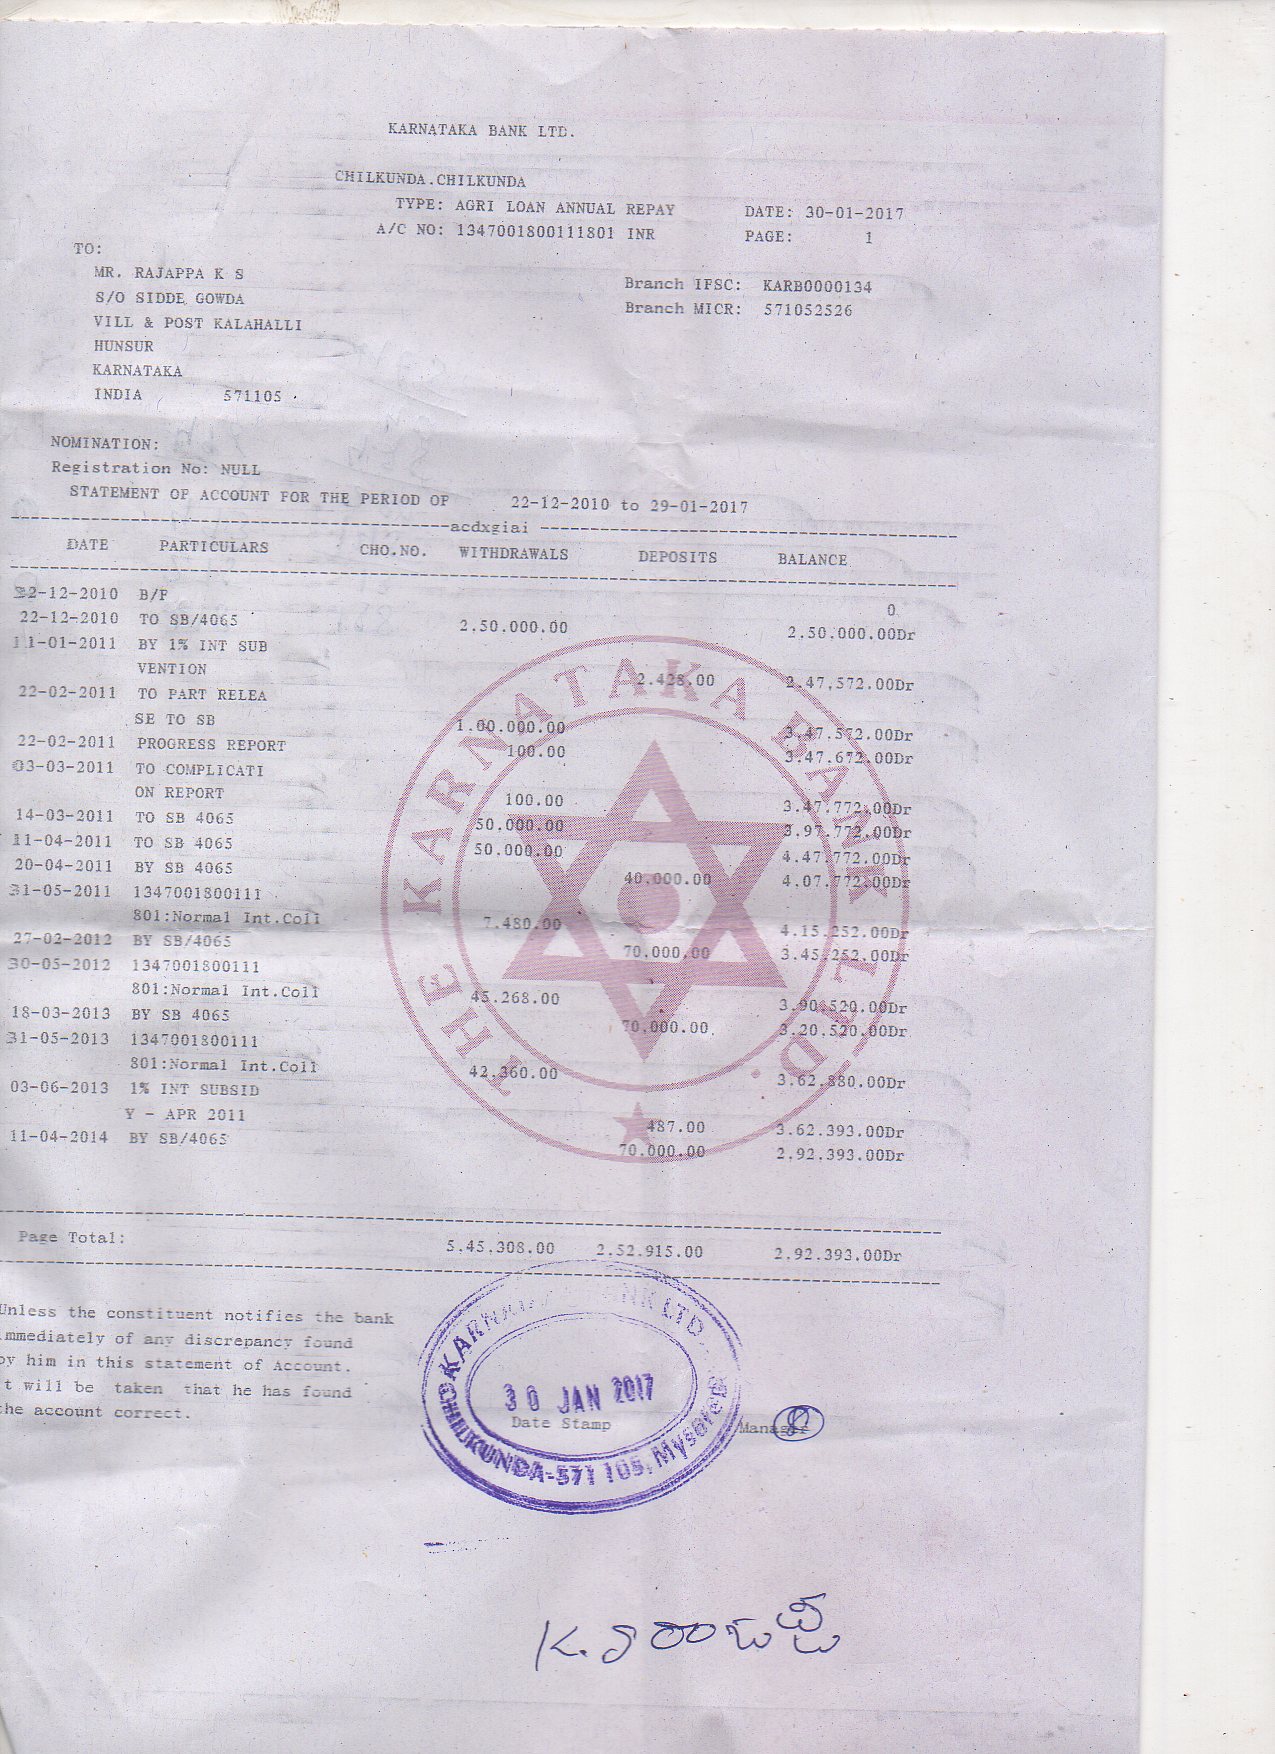 KARNATAKA BANK LTD.
CHILKUNDA.CHILKUNDA
TYPE: AGRI LOAN ANNUAL REPAY DATE: 30-01-2017
A/C NO: 1347001800111801 INR PAGE: 1
TO:
MR. RAJAPPA K S
S/O SIDDE GOWDA
VILL & POST KALAHALLI
HUNSUR
KARNATAKA
INDIA 571105
Branch IFSC: KARB0000134
Branch MICR: 571052526
NOMINATION:
Registration No: NULL
STATEMENT OF ACCOUNT FOR THE PERIOD OF 22-12-2010 to 29-01-2017
acdxgiai
DATE PARTICULARS CHO.NO. WITHDRAWALS DEPOSITS BALANCE
22-12-2010 B/F 0.
22-12-2010 TO SB/4065 2.50.000.00 2.50.000.00Dr
11-01-2011 BY 1% INT SUB
VENTION 2.428.00 2.47,572.00Dr
22-02-2011 TO PART RELEA
SE TO SB 1.00.000.00 3.47.572.00Dr
22-02-2011 PROGRESS REPORT 100.00 3.47.672.00Dr
03-03-2011 TO COMPLICATI
ON REPORT 100.00 3.47.772.00Dr
14-03-2011 TO SB 4065 50.000.00 3.97.772.00Dr
11-04-2011 TO SB 4065 50.000.00 4.47.772.00Dr
20-04-2011 BY SB 4065 40.000.00 4.07.772.00Dr
31-05-2011 1347001800111
801:Normal Int.Coll 7.480.00 4.15.252.00Dr
27-02-2012 BY SB/4065 70.000.00 3.45.252.00Dr
30-05-2012 1347001800111
801:Normal Int.Coll 45.268.00 3.90.520.00Dr
18-03-2013 BY SB 4065 70,000.00 3.20.520.00Dr
31-05-2013 1347001800111
801:Normal Int.Coll 42.360.00 3.62.880.00Dr
03-06-2013 1% INT SUBSID
Y - APR 2011 487.00 3.62.393.00Dr
11-04-2014 BY SB/4065 70.000.00 2.92.393.00Dr
Page Total: 5.45.308.00 2.52.915.00 2.92.393.00Dr
THE KARNATAKA BANK LTD.
Unless the constituent notifies the bank
immediately of any discrepancy found
by him in this statement of Account.
it will be taken that he has found
the account correct.
KARNATAKA BANK LTD.
30 JAN 2017
Date Stamp
CHILKUNDA-571 105, Mysore
Manager
K. S ರಾಜಪ್ಪ